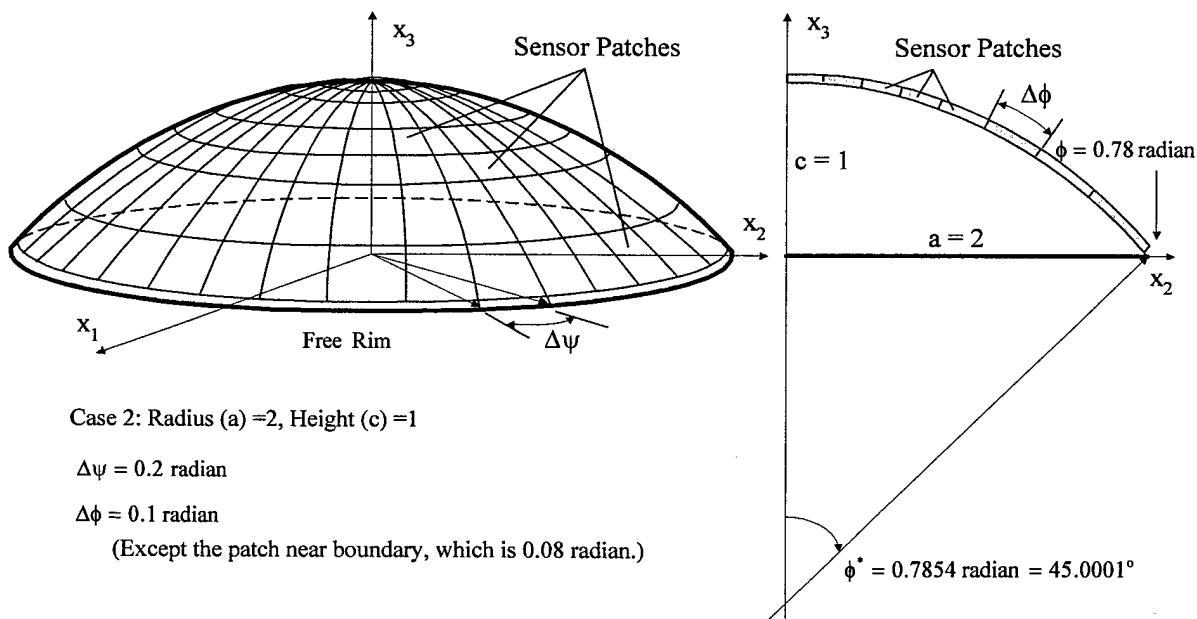 x₃
Sensor Patches
x₂
x₁
Free Rim
Δψ
Case 2: Radius (a) =2, Height (c) =1
Δψ = 0.2 radian
Δϕ = 0.1 radian
(Except the patch near boundary, which is 0.08 radian.)
x₃
Sensor Patches
Δϕ
ϕ = 0.78 radian
c = 1
a = 2
x₂
ϕ* = 0.7854 radian = 45.0001°